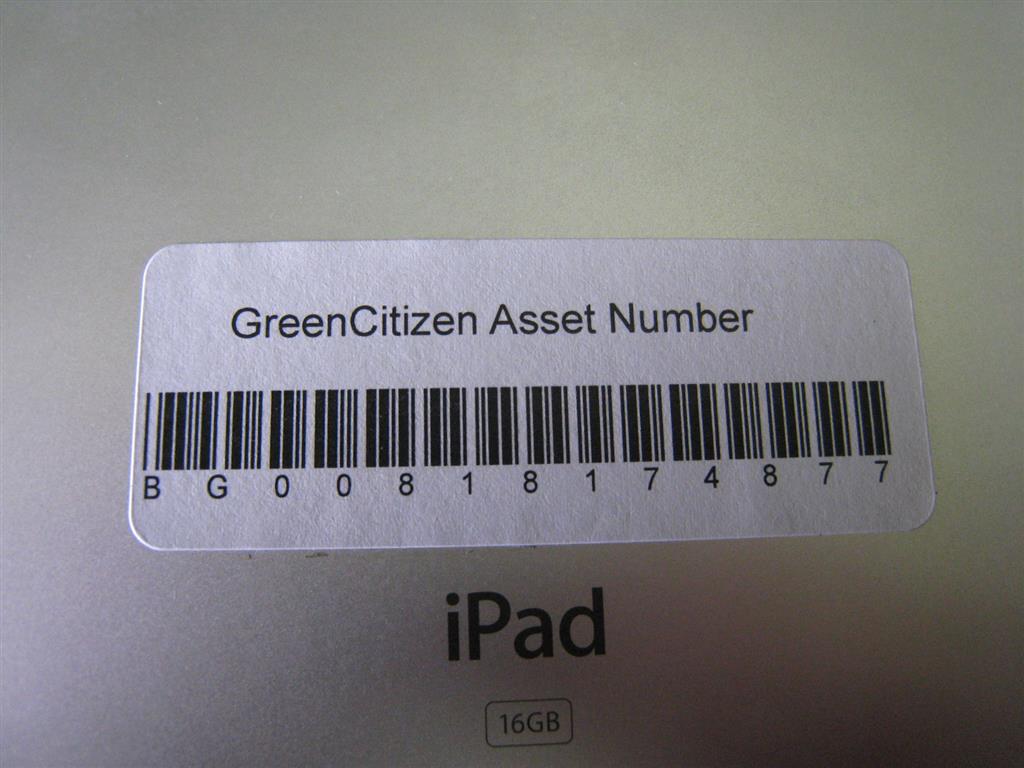 GreenCitizen Asset Number
B G 0 0 8 1 8 1 7 4 8 7 7
iPad
16GB